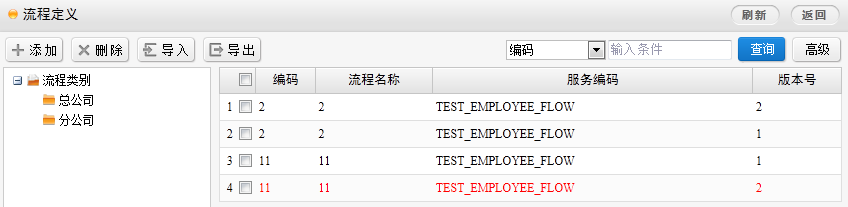 流程定义 刷新 返回
添加 删除 导入 导出 编码 输入条件 查询 高级
流程类别
总公司
分公司
编码 流程名称 服务编码 版本号
1 2 2 TEST_EMPLOYEE_FLOW 2
2 2 2 TEST_EMPLOYEE_FLOW 1
3 11 11 TEST_EMPLOYEE_FLOW 1
4 11 11 TEST_EMPLOYEE_FLOW 2